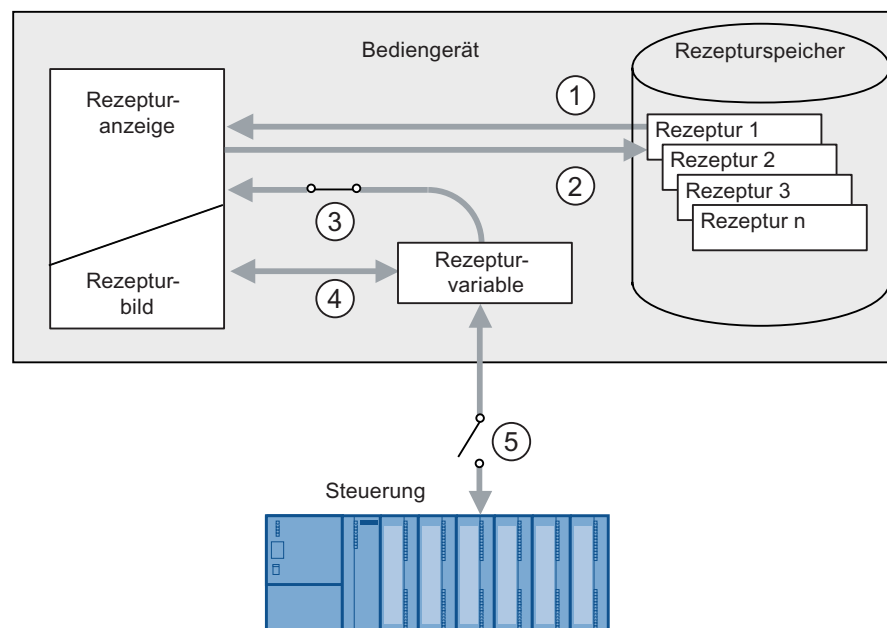 Bediengerät
Rezepturspeicher
Rezeptur-
anzeige
1
Rezeptur 1
2
Rezeptur 2
Rezeptur 3
Rezeptur n
3
Rezeptur-
variable
Rezeptur-
bild
4
5
Steuerung